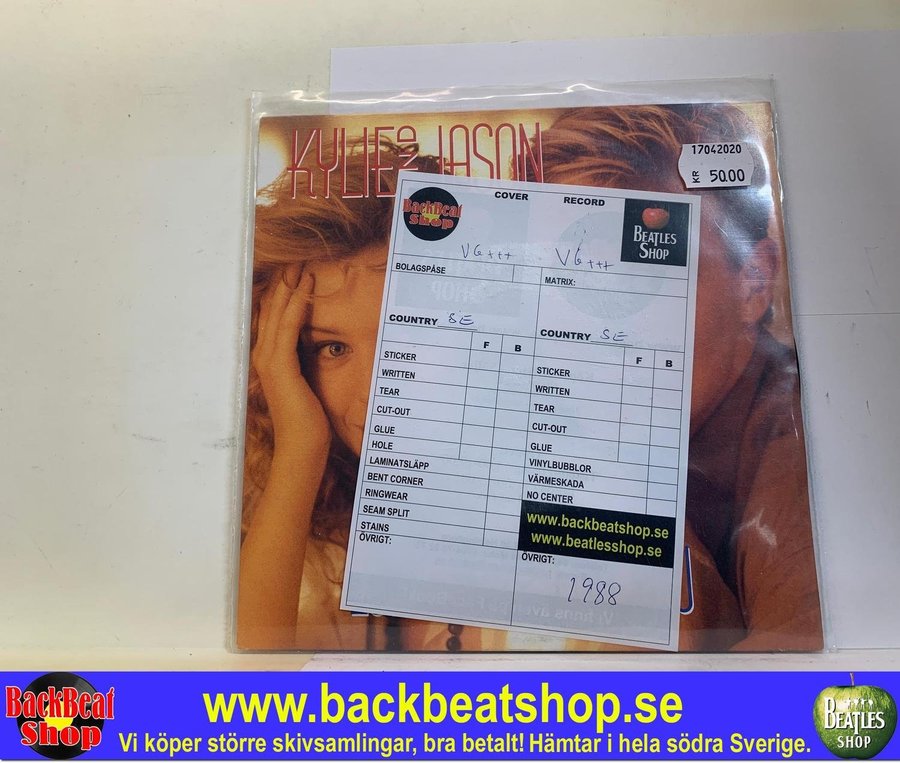 KYLIE AND JASON
17042020
KR 50.00
BackBeat
Shop
COVER RECORD
BEATLES
SHOP
VG+++ VG+++
BOLAGSPÅSE MATRIX:
COUNTRY SE COUNTRY SE
F B F B
STICKER STICKER
WRITTEN WRITTEN
TEAR TEAR
CUT-OUT CUT-OUT
GLUE GLUE
HOLE VINYLBUBBLOR
LAMINATSLÄPP VÄRMESKADA
BENT CORNER NO CENTER
RINGWEAR
SEAM SPLIT
STAINS
www.backbeatshop.se
www.beatlesshop.se
ÖVRIGT: ÖVRIGT:
1988
BackBeat
Shop
www.backbeatshop.se
Vi köper större skivsamlingar, bra betalt! Hämtar i hela södra Sverige.
BEATLES
SHOP